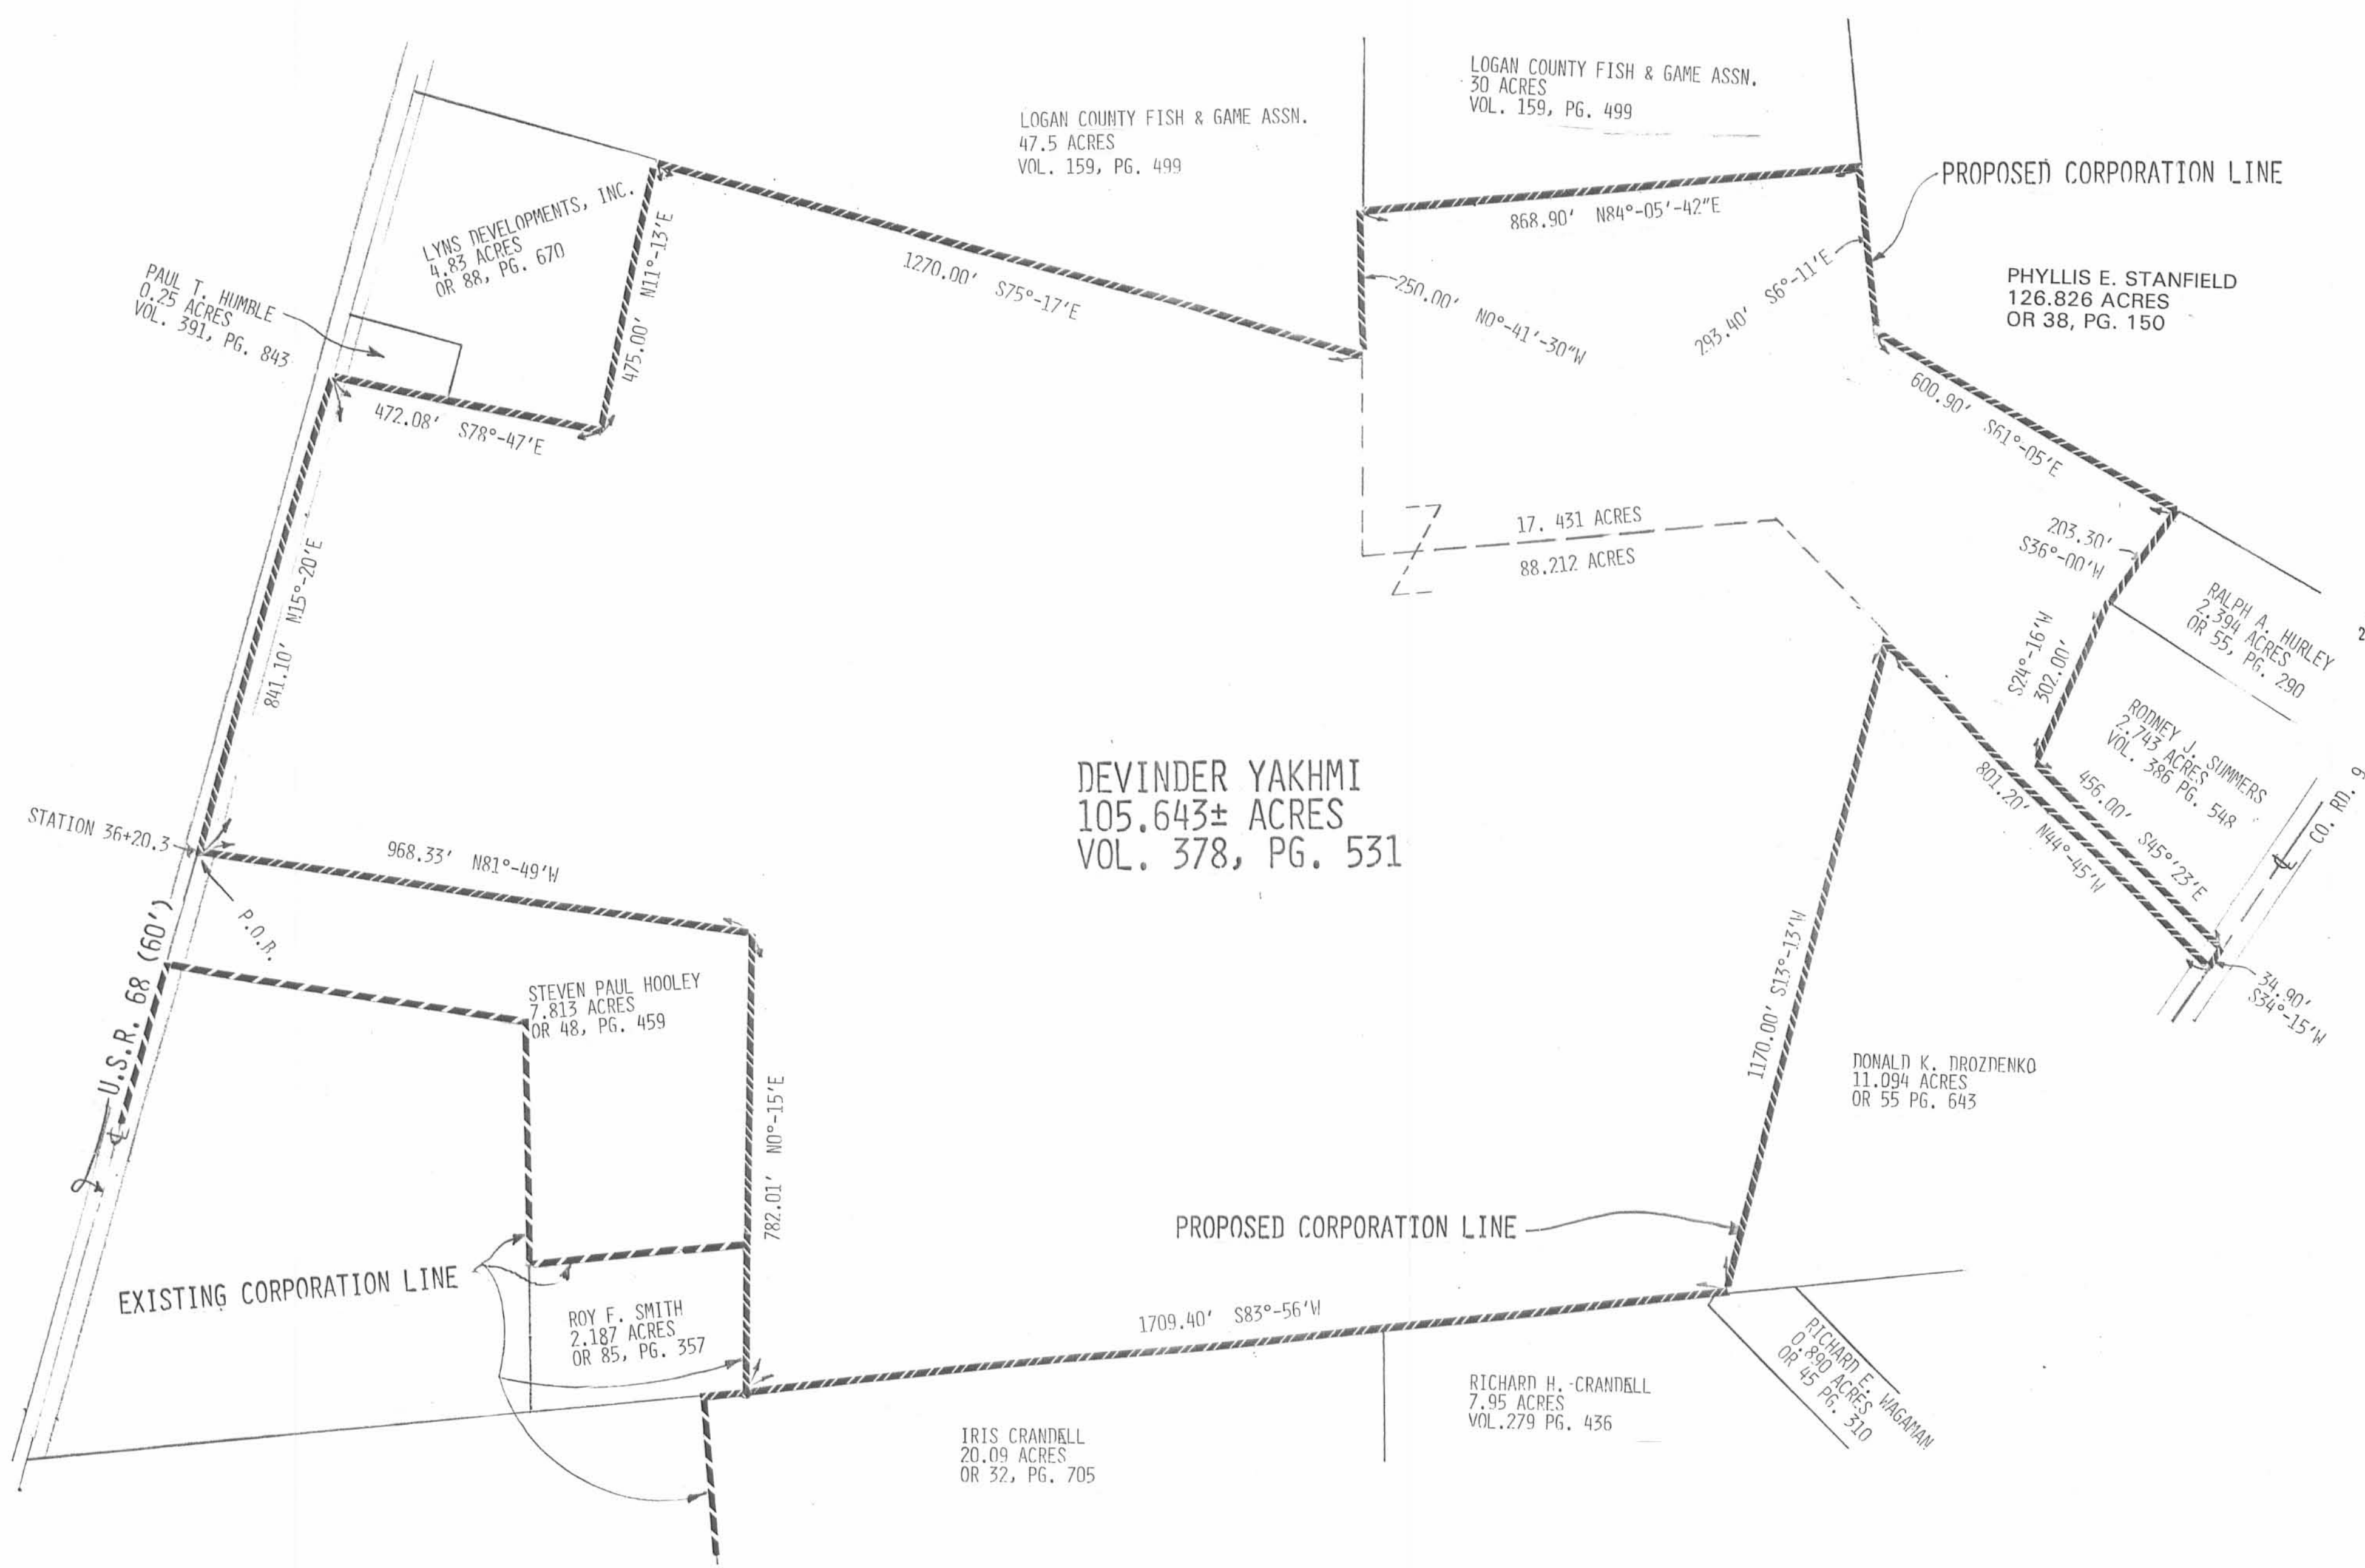 LOGAN COUNTY FISH & GAME ASSN.
30 ACRES
VOL. 159, PG. 499
LOGAN COUNTY FISH & GAME ASSN.
47.5 ACRES
VOL. 159, PG. 499
PROPOSED CORPORATION LINE
LYNS DEVELOPMENTS, INC.
4.83 ACRES
OR 88, PG. 670
PAUL T. HUMBLE
0.25 ACRES
VOL. 391, PG. 843
475.00' N11°-13'E
1270.00' S75°-17'E
868.90' N84°-05'-42"E
250.00' N0°-41'-30"W
293.40' S6°-11'E
PHYLLIS E. STANFIELD
126.826 ACRES
OR 38, PG. 150
472.08' S78°-47'E
600.90' S61°-05'E
841.10' N15°-20'E
17. 431 ACRES
88.212 ACRES
Z
203.30'
S36°-00'W
S24°-16'W
302.00'
RALPH A. HURLEY
2.394 ACRES
OR 55, PG. 290
2
RODNEY J. SUMMERS
2.743 ACRES
VOL. 386 PG. 548
CO. RD. 9
456.00' S45°'23'E
801.20' N44°-45'W
34.90'
S34°-15'W
DEVINDER YAKHMI
105.643± ACRES
VOL. 378, PG. 531
STATION 36+20.3
968.33' N81°-49'W
P.O.B.
U.S.R. 68 (60')
STEVEN PAUL HOOLEY
7.813 ACRES
OR 48, PG. 459
782.01' N0°-15'E
1170.00' S13°-13'W
DONALD K. DROZDENKO
11.094 ACRES
OR 55 PG. 643
PROPOSED CORPORATION LINE
EXISTING CORPORATION LINE
ROY F. SMITH
2.187 ACRES
OR 85, PG. 357
1709.40' S83°-56'W
RICHARD E. WAGAMAN
0.890 ACRES
OR 45 PG. 310
RICHARD H. CRANDELL
7.95 ACRES
VOL.279 PG. 436
IRIS CRANDELL
20.09 ACRES
OR 32, PG. 705